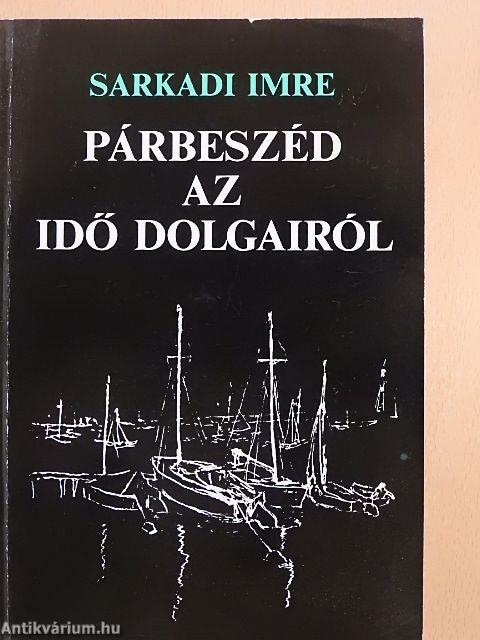 SARKADI IMRE
PÁRBESZÉD
AZ
IDŐ DOLGAIRÓL
Antikvárium.hu